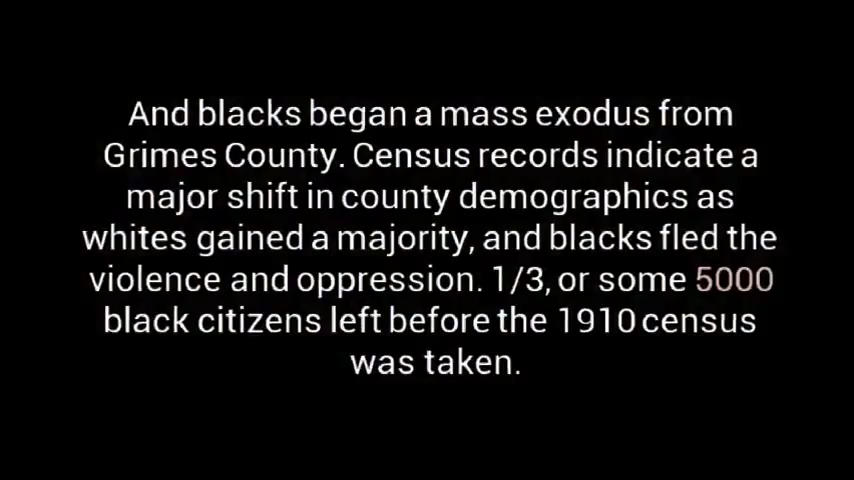 And blacks began a mass exodus from
Grimes County. Census records indicate a
major shift in county demographics as
whites gained a majority, and blacks fled the
violence and oppression. 1/3, or some 5000
black citizens left before the 1910 census
was taken.